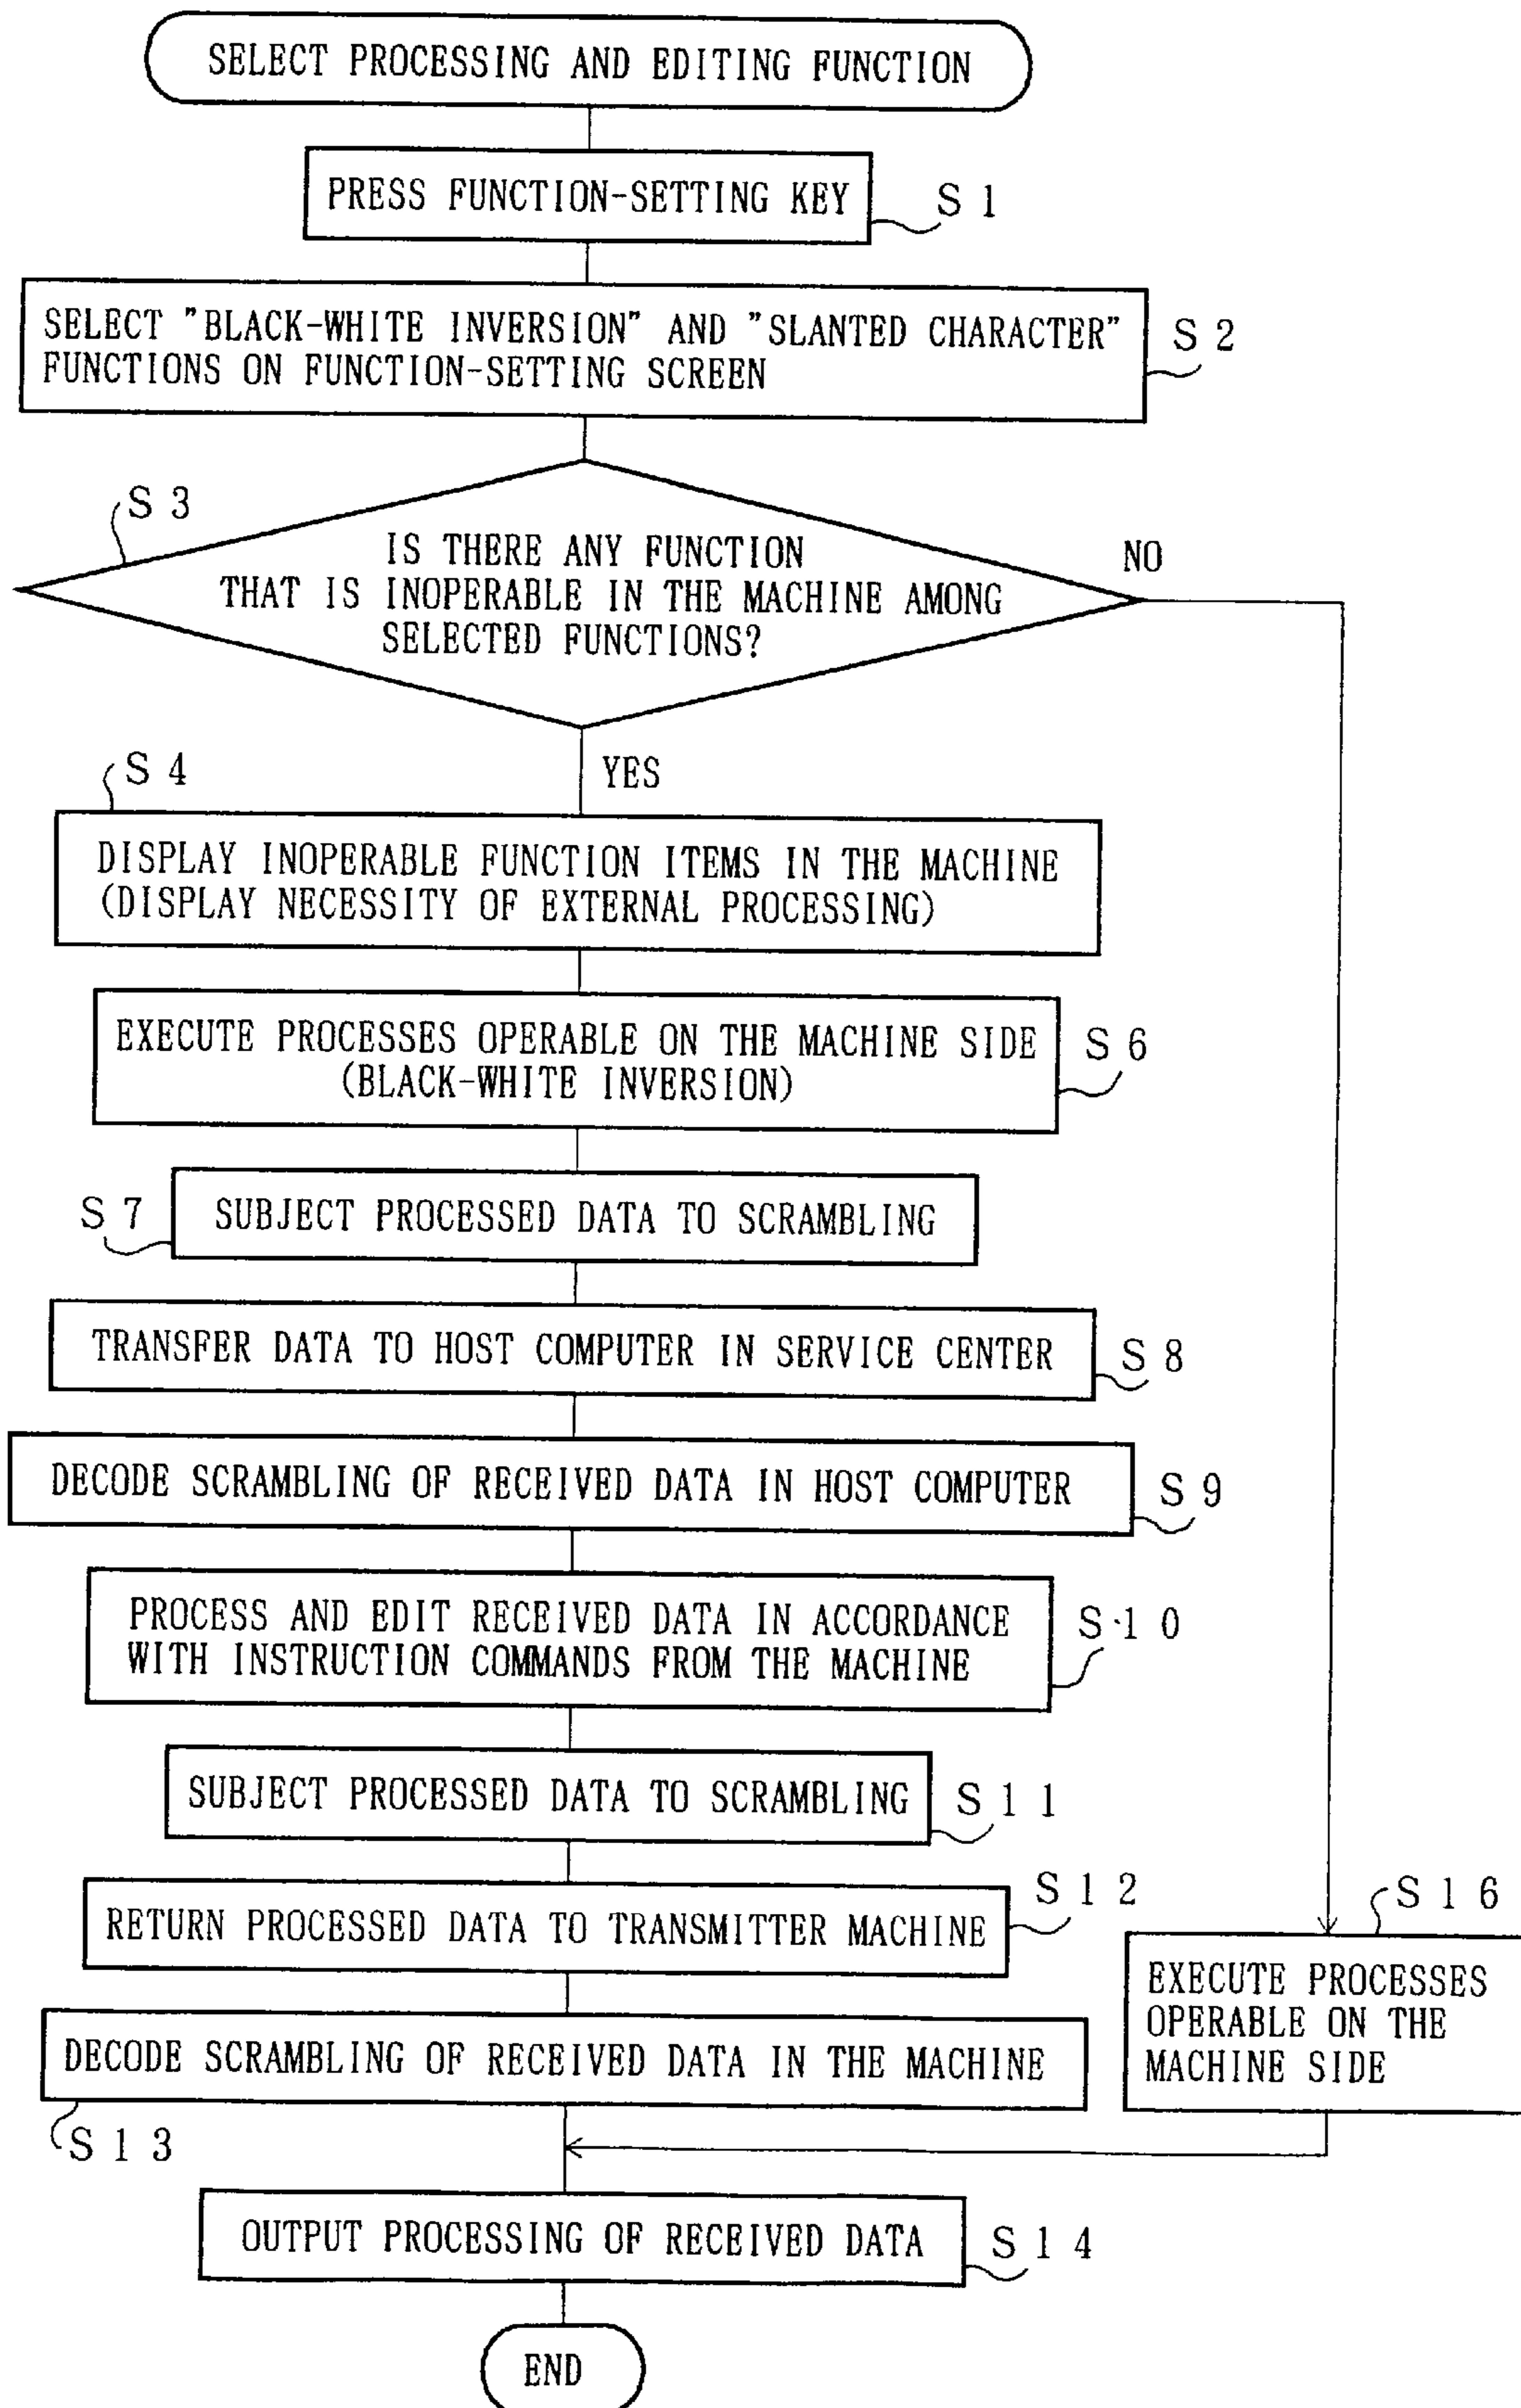 SELECT PROCESSING AND EDITING FUNCTION
PRESS FUNCTION-SETTING KEY
S 1
SELECT "BLACK-WHITE INVERSION" AND "SLANTED CHARACTER"
FUNCTIONS ON FUNCTION-SETTING SCREEN
S 2
S 3
IS THERE ANY FUNCTION
THAT IS INOPERABLE IN THE MACHINE AMONG
SELECTED FUNCTIONS?
NO
YES
S 4
DISPLAY INOPERABLE FUNCTION ITEMS IN THE MACHINE
(DISPLAY NECESSITY OF EXTERNAL PROCESSING)
EXECUTE PROCESSES OPERABLE ON THE MACHINE SIDE
(BLACK-WHITE INVERSION)
S 6
S 7
SUBJECT PROCESSED DATA TO SCRAMBLING
TRANSFER DATA TO HOST COMPUTER IN SERVICE CENTER
S 8
DECODE SCRAMBLING OF RECEIVED DATA IN HOST COMPUTER
S 9
PROCESS AND EDIT RECEIVED DATA IN ACCORDANCE
WITH INSTRUCTION COMMANDS FROM THE MACHINE
S 1 0
SUBJECT PROCESSED DATA TO SCRAMBLING
S 1 1
RETURN PROCESSED DATA TO TRANSMITTER MACHINE
S 1 2
S 1 6
EXECUTE PROCESSES
OPERABLE ON THE
MACHINE SIDE
DECODE SCRAMBLING OF RECEIVED DATA IN THE MACHINE
S 1 3
OUTPUT PROCESSING OF RECEIVED DATA
S 1 4
END